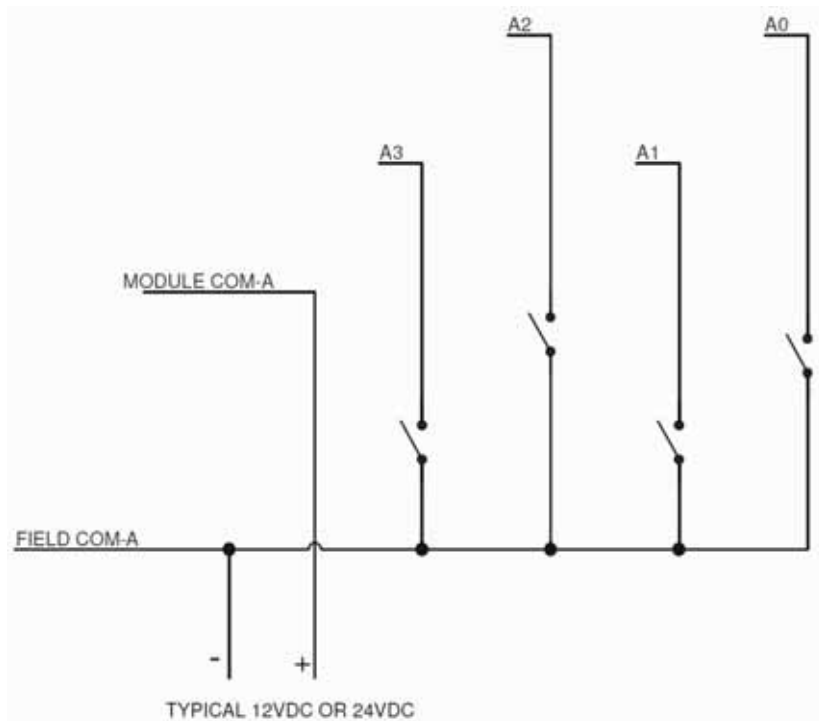 A2
A0
A3
A1
MODULE COM-A
FIELD COM-A
- +
TYPICAL 12VDC OR 24VDC